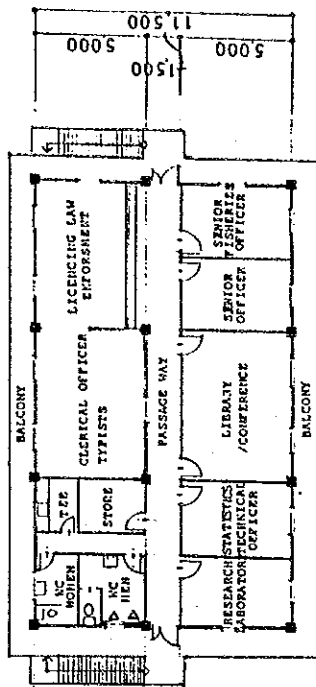 11,500
5,000
1,500
5,000
BALCONY
LICENCING LAW
ENFORSMENT
CLERICAL OFFICER
TYPISTS
TEE
STORE
WC
WOMEN
WC
MEN
PASSAGE WAY
SENIOR
FISHERIES
OFFICER
SENIOR
OFFICER
LIBRARY
/CONFERENCE
STATISTICS
TECHNICAL
OFFICER
RESEARCH
LABORATORY
BALCONY